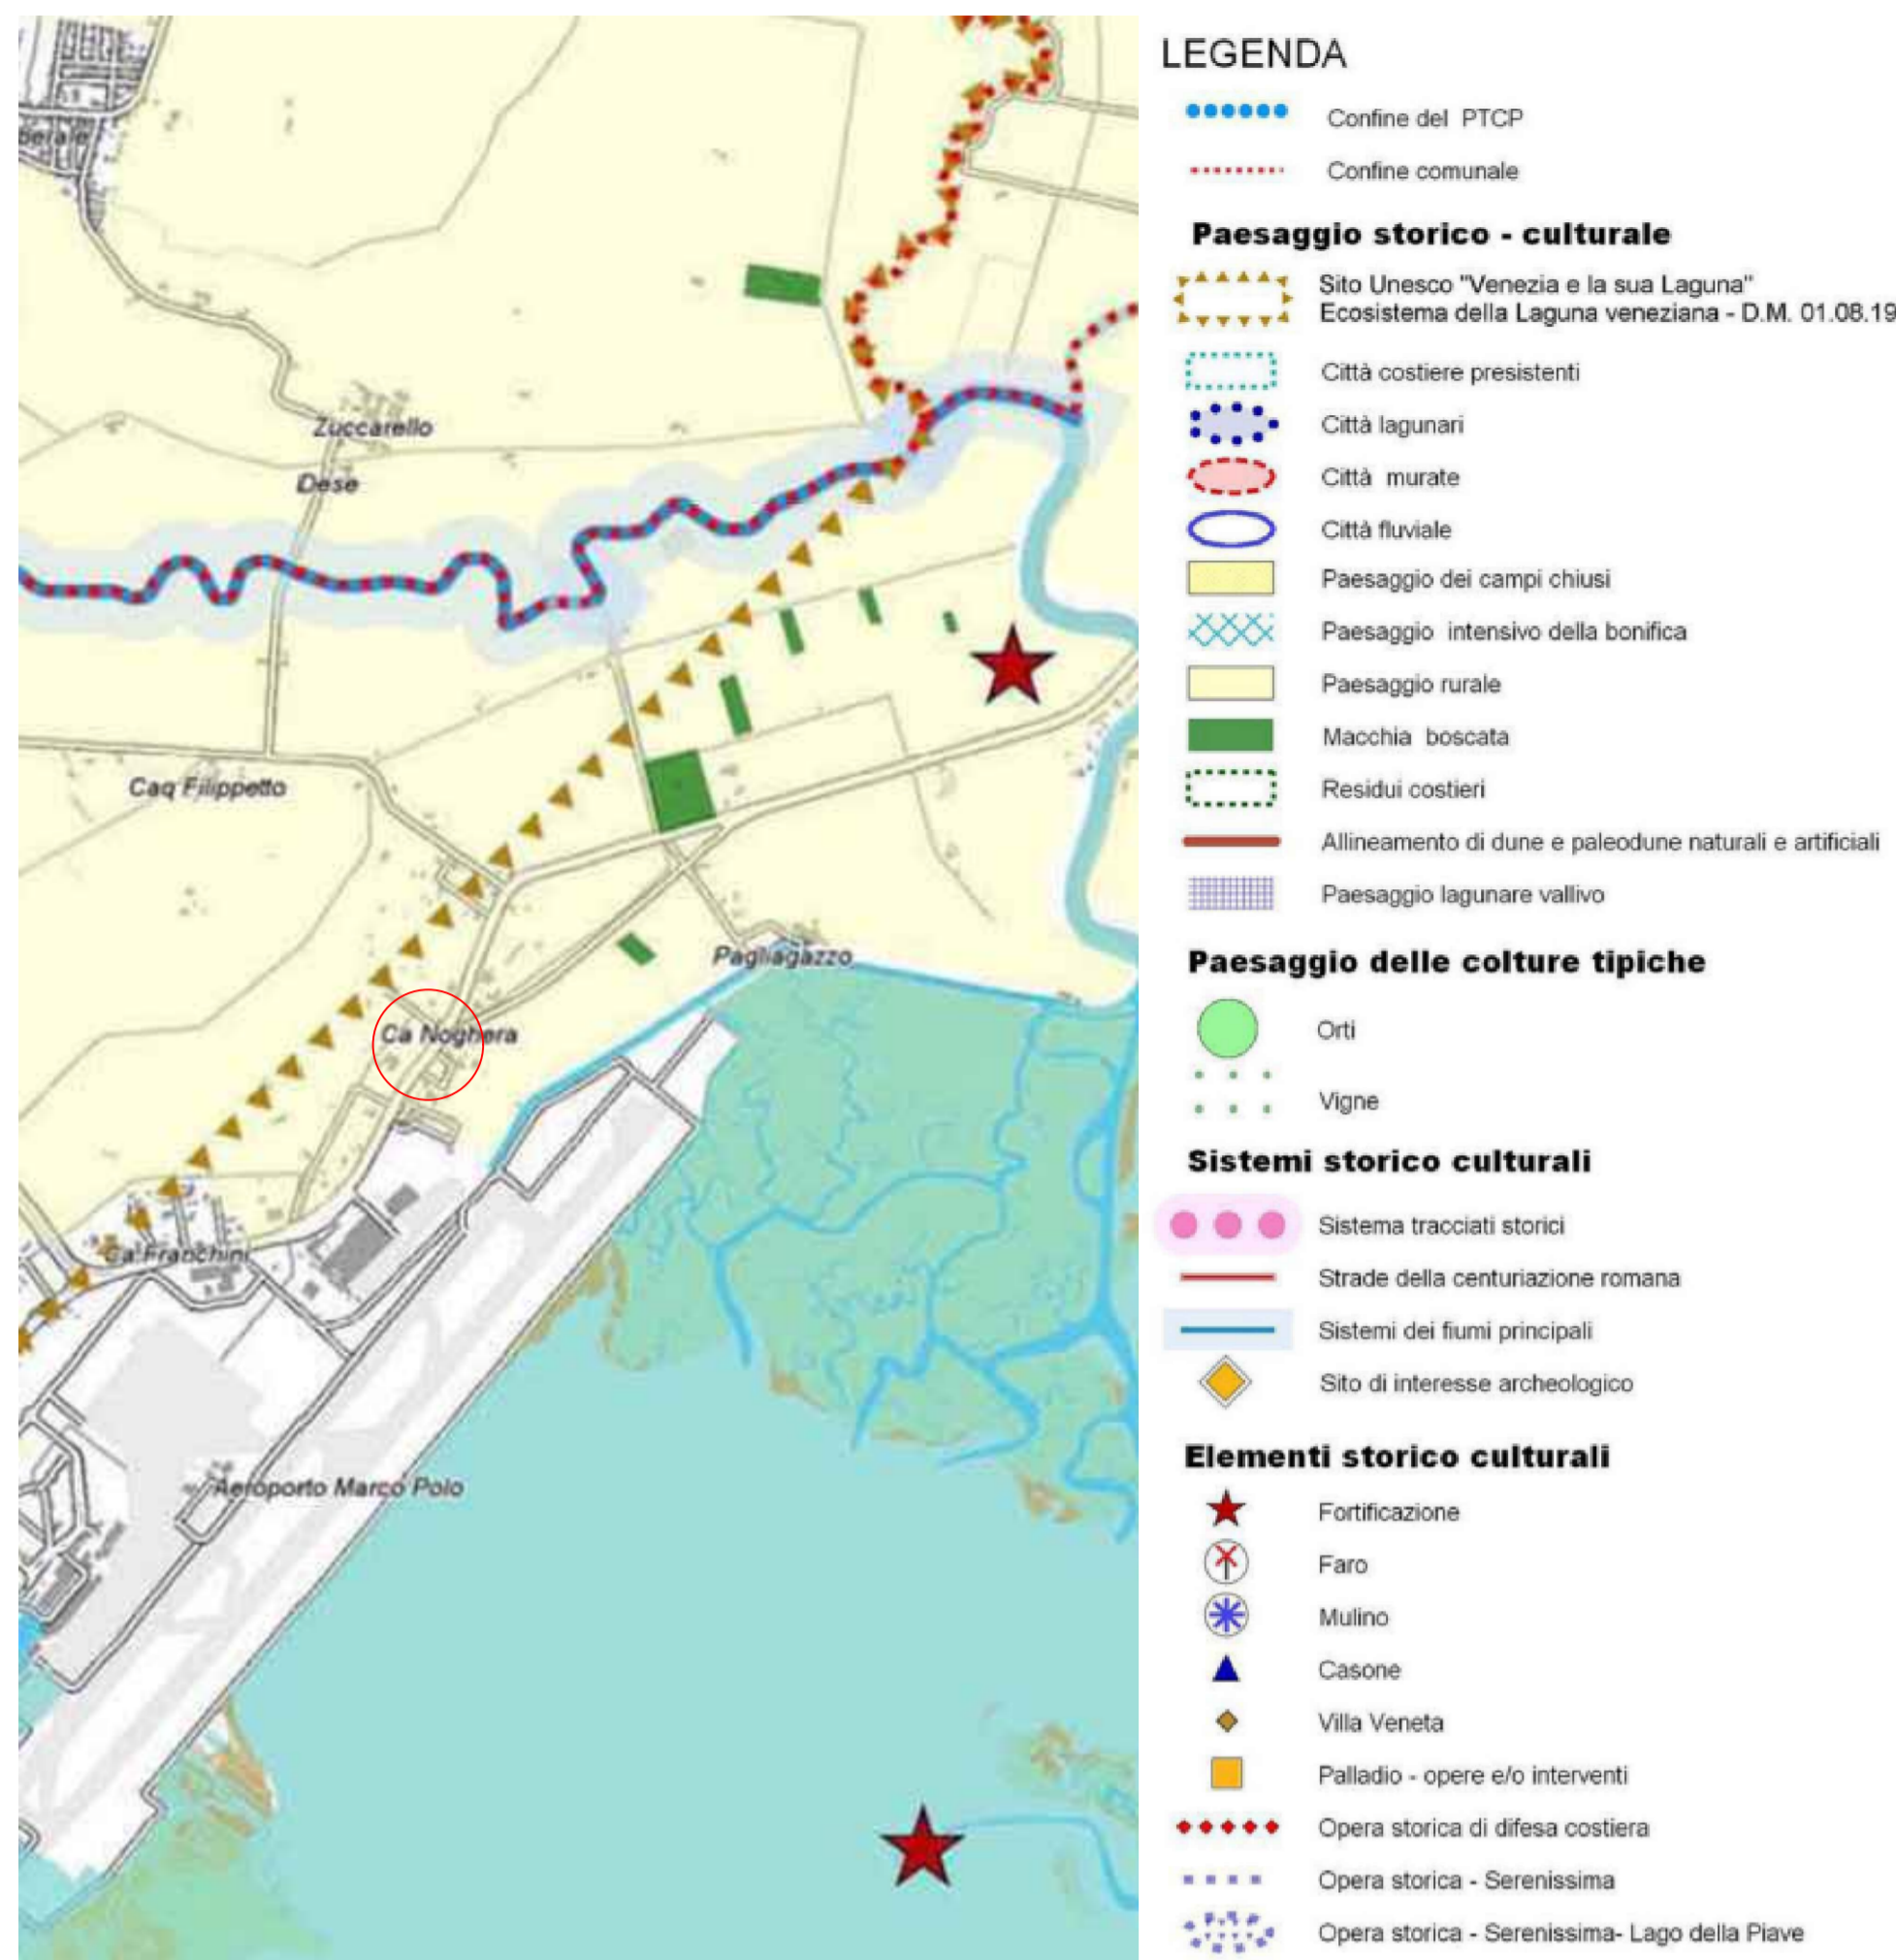 berale
Zuccarello
Dese
Caq Filippetto
Pagliagazzo
Ca Noghera
Ca Franchini
Aeroporto Marco Polo
LEGENDA
Confine del PTCP
Confine comunale
Paesaggio storico - culturale
Sito Unesco "Venezia e la sua Laguna"
Ecosistema della Laguna veneziana - D.M. 01.08.19
Città costiere presistenti
Città lagunari
Città murate
Città fluviale
Paesaggio dei campi chiusi
Paesaggio intensivo della bonifica
Paesaggio rurale
Macchia boscata
Residui costieri
Allineamento di dune e paleodune naturali e artificiali
Paesaggio lagunare vallivo
Paesaggio delle colture tipiche
Orti
Vigne
Sistemi storico culturali
Sistema tracciati storici
Strade della centuriazione romana
Sistemi dei fiumi principali
Sito di interesse archeologico
Elementi storico culturali
Fortificazione
Faro
Mulino
Casone
Villa Veneta
Palladio - opere e/o interventi
Opera storica di difesa costiera
Opera storica - Serenissima
Opera storica - Serenissima- Lago della Piave